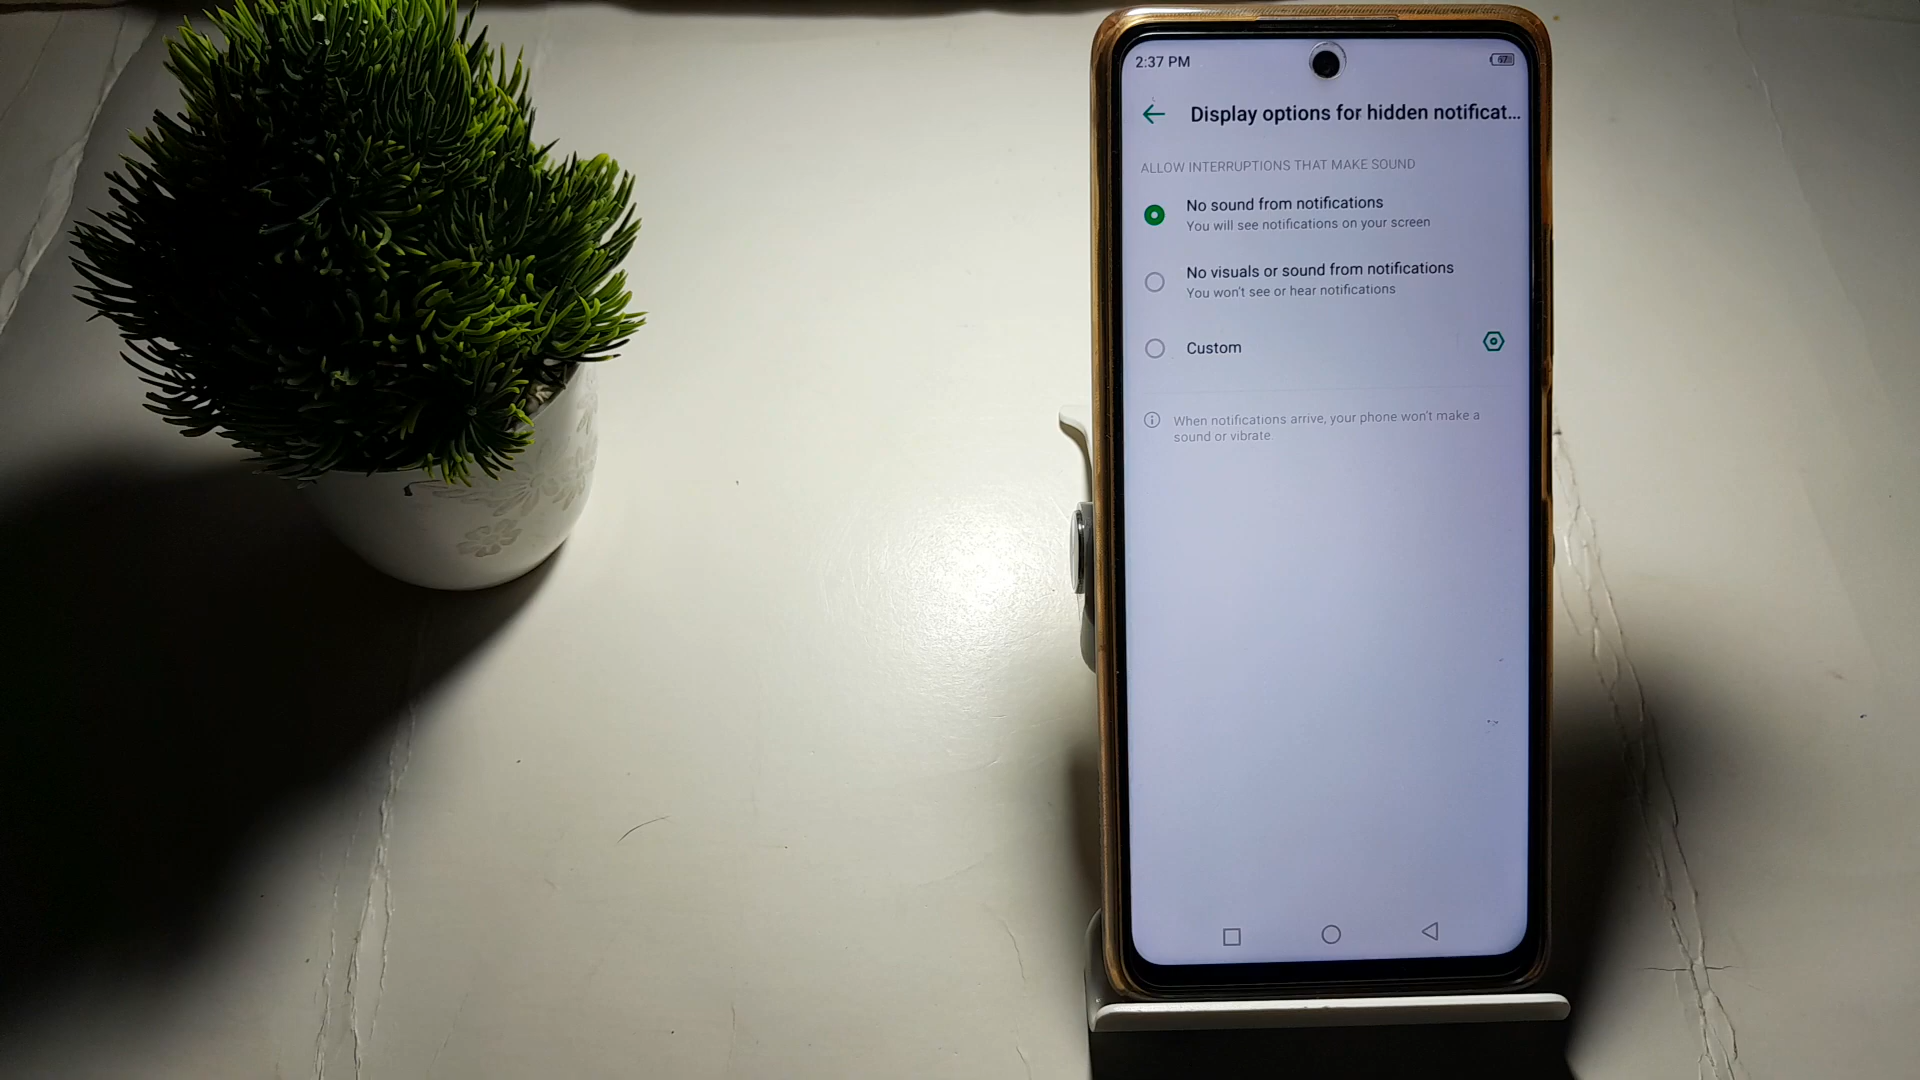 2:37 PM
67
Display options for hidden notificat...
ALLOW INTERRUPTIONS THAT MAKE SOUND
No sound from notifications
You will see notifications on your screen
No visuals or sound from notifications
You won't see or hear notifications
Custom
When notifications arrive, your phone won't make a
sound or vibrate.